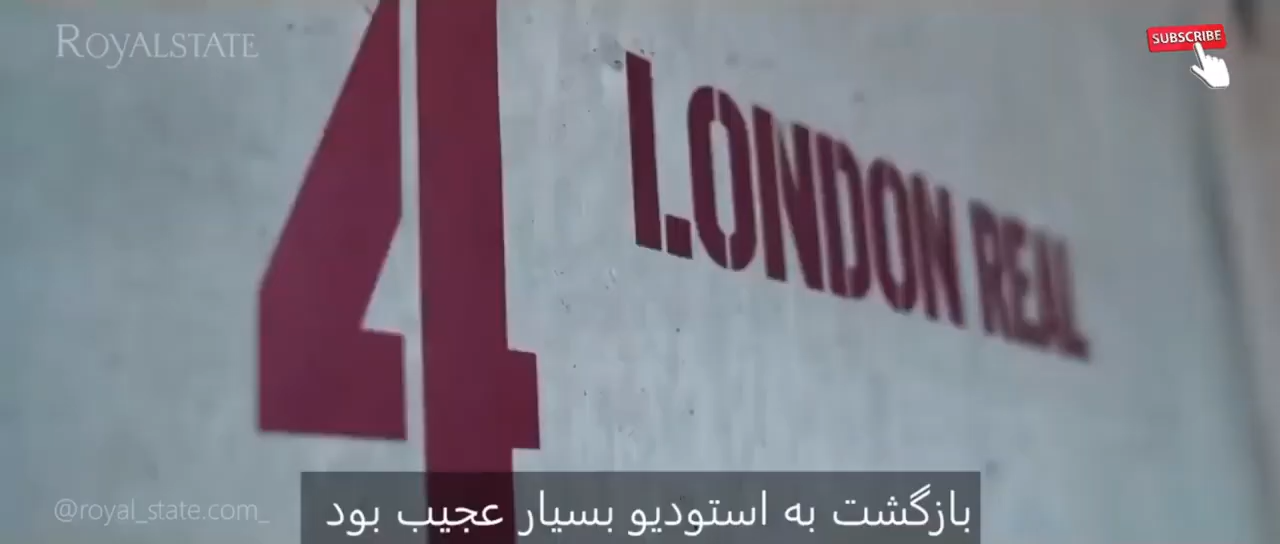 ROYALSTATE
SUBSCRIBE
4
LONDON REAL
@royal_state.com_
بازگشت به استودیو بسیار عجیب بود